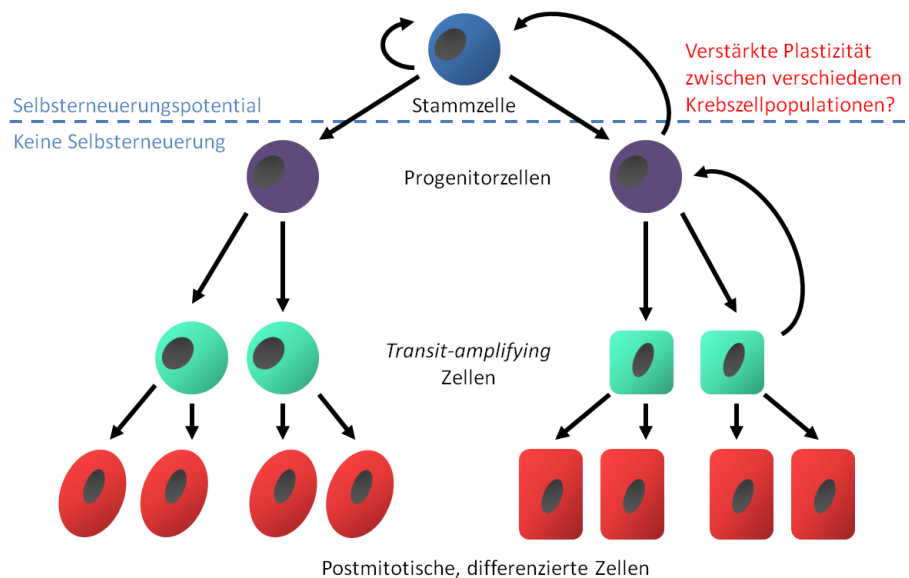 Verstärkte Plastizität
zwischen verschiedenen
Krebszellpopulationen?
Selbsterneuerungspotential
Stammzelle
Keine Selbsterneuerung
Progenitorzellen
Transit-amplifying
Zellen
Postmitotische, differenzierte Zellen